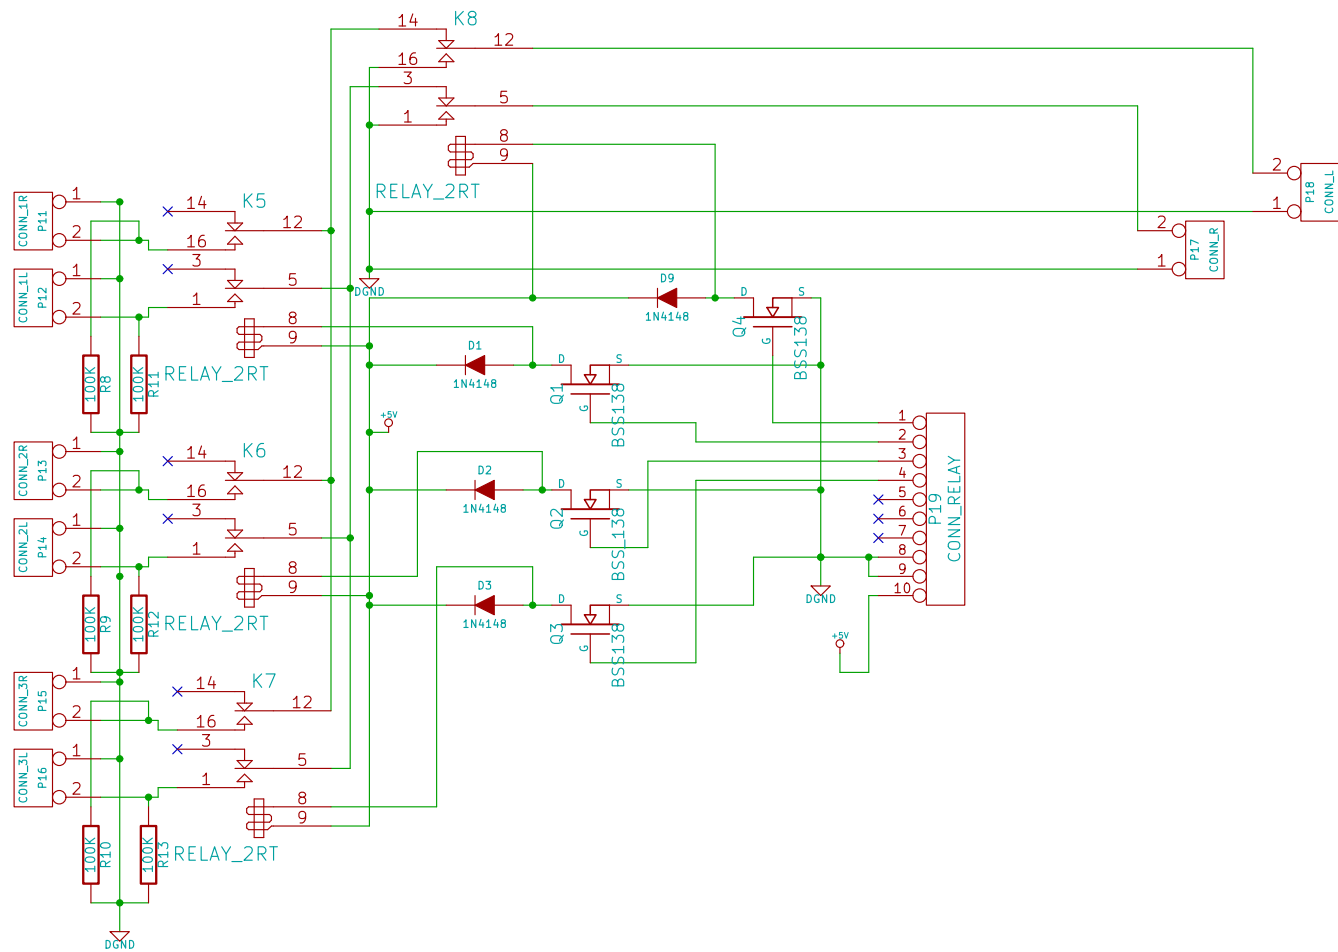 K8
14
12
16
3
5
1
8
9
RELAY_2RT
2
1
P18
CONN_L
2
1
P17
CONN_R
DGND
CONN_1R
P11
1
2
K5
14
12
16
3
5
1
8
9
RELAY_2RT
CONN_1L
P12
1
2
100K
R8
100K
R11
D9
1N4148
D
S
G
Q4
BSS138
D1
1N4148
D
S
G
Q1
BSS138
+5V
CONN_2R
P13
1
2
K6
14
12
16
3
5
1
8
9
RELAY_2RT
CONN_2L
P14
1
2
100K
R9
100K
R12
D2
1N4148
D
S
G
Q2
BSS138
D3
1N4148
D
S
G
Q3
BSS138
1
2
3
4
5
6
7
8
9
10
P19
CONN_RELAY
DGND
+5V
CONN_3R
P15
1
2
K7
14
12
16
3
5
1
8
9
RELAY_2RT
CONN_3L
P16
1
2
100K
R10
100K
R13
DGND